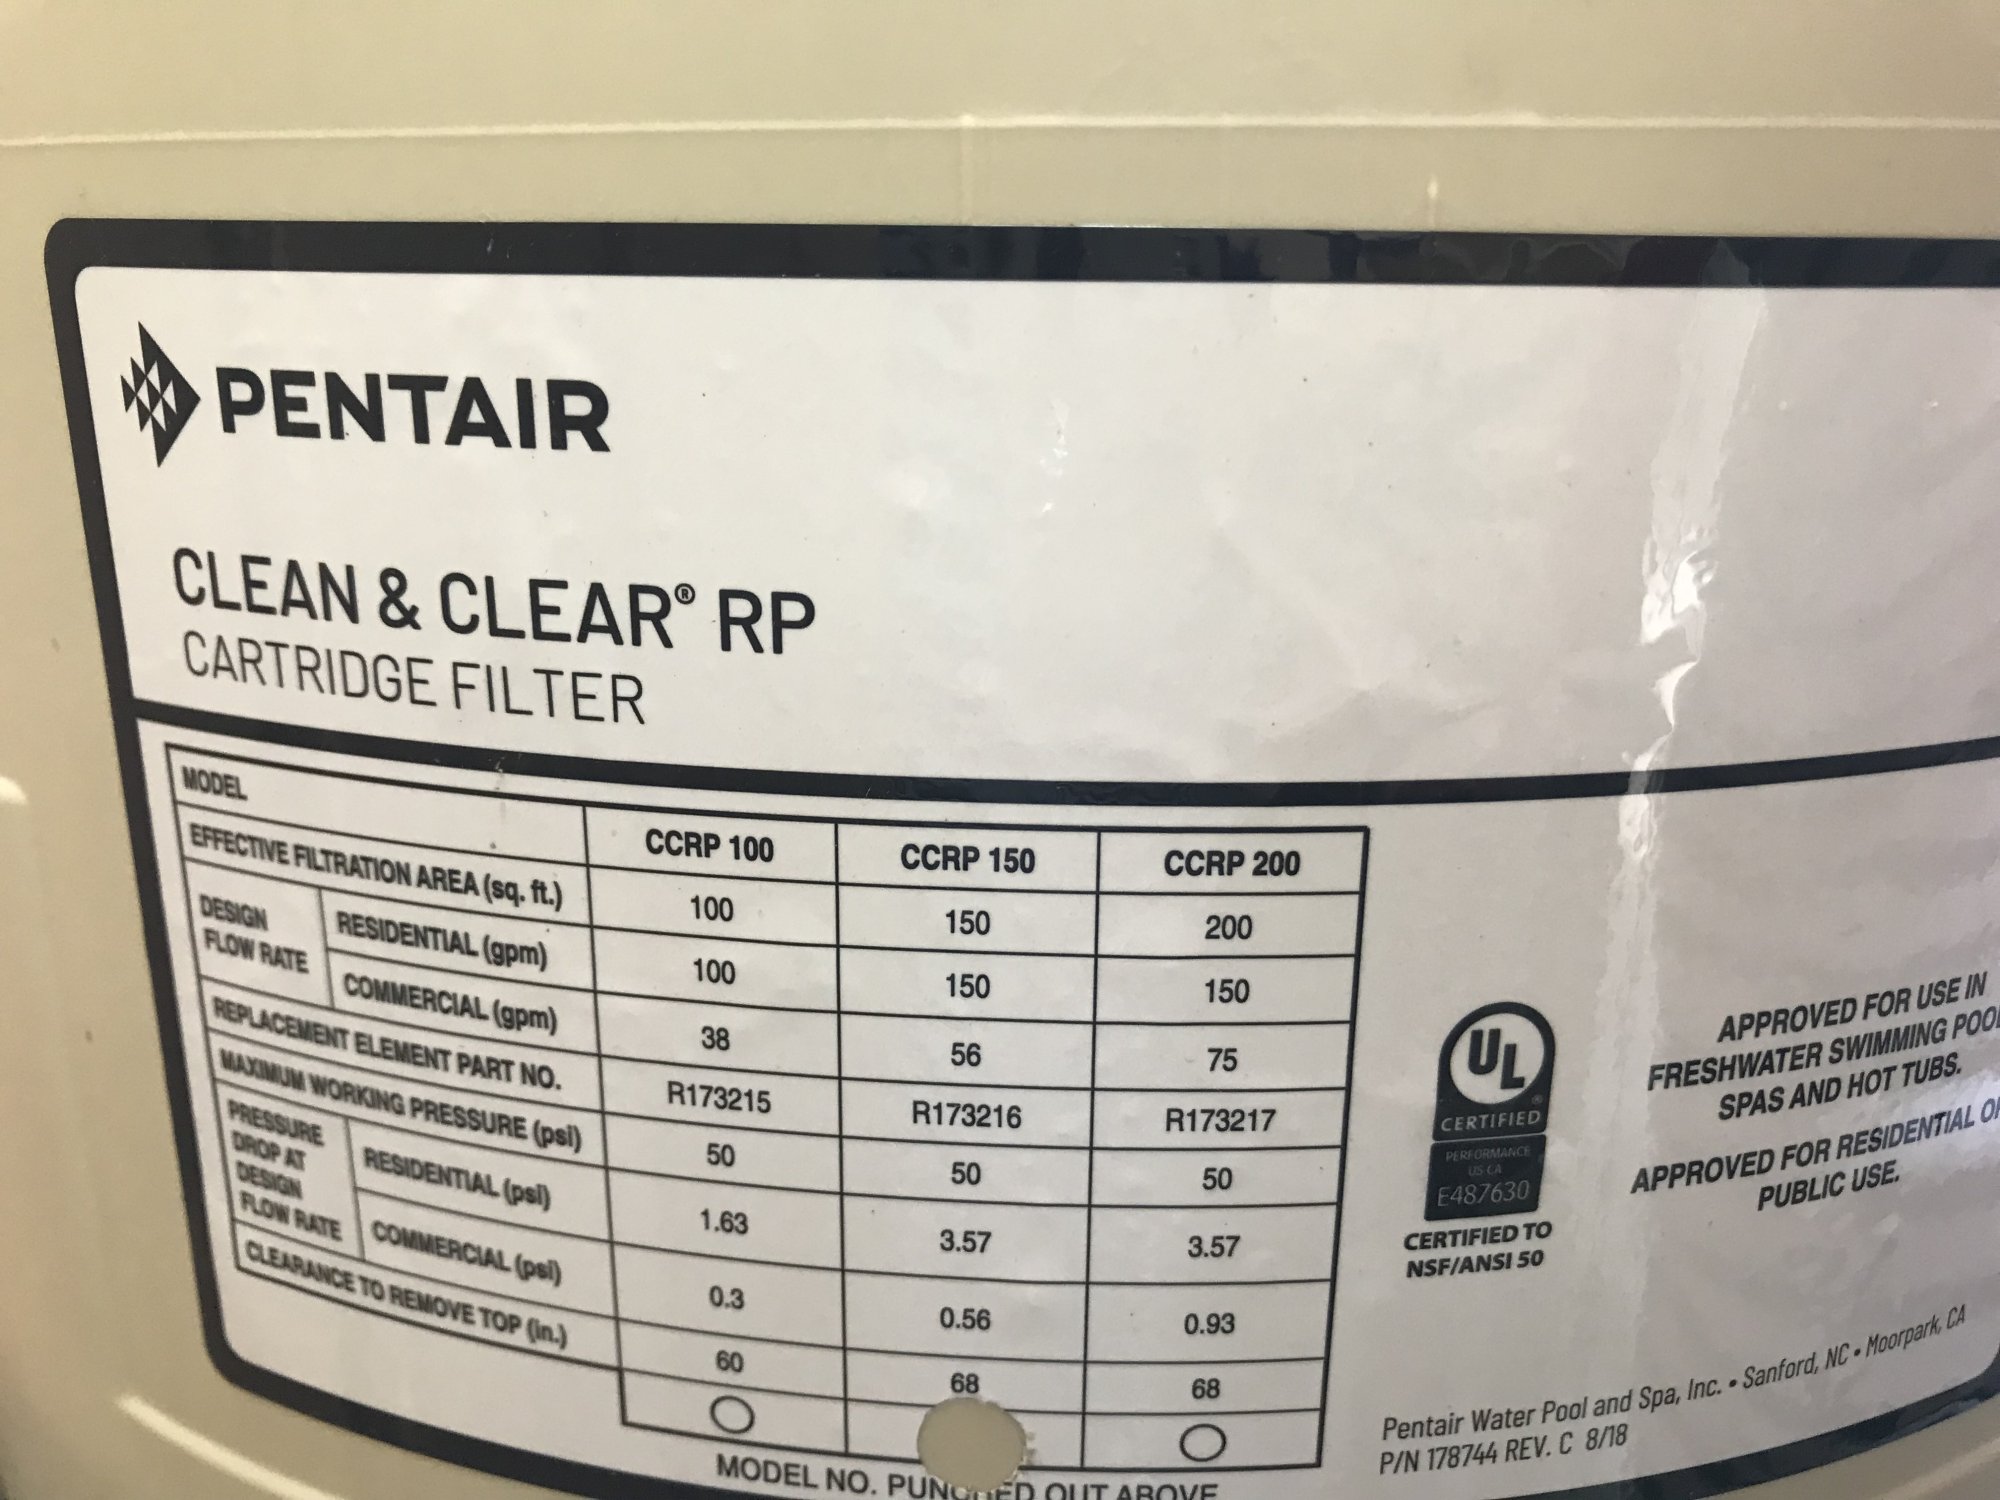 PENTAIR
CLEAN & CLEAR® RP
CARTRIDGE FILTER
MODEL CCRP 100 CCRP 150 CCRP 200
EFFECTIVE FILTRATION AREA (sq. ft.) 100 150 200
DESIGN
FLOW RATE
RESIDENTIAL (gpm) 100 150 150
COMMERCIAL (gpm) 38 56 75
REPLACEMENT ELEMENT PART NO. R173215 R173216 R173217
MAXIMUM WORKING PRESSURE (psi) 50 50 50
PRESSURE
DROP AT
DESIGN
FLOW RATE
RESIDENTIAL (psi) 1.63 3.57 3.57
COMMERCIAL (psi) 0.3 0.56 0.93
CLEARANCE TO REMOVE TOP (in.) 60 68 68
MODEL NO. PUNCHED OUT ABOVE
UL
®
CERTIFIED
PERFORMANCE
US CA
E487630
CERTIFIED TO
NSF/ANSI 50
APPROVED FOR USE IN
FRESHWATER SWIMMING POOL
SPAS AND HOT TUBS.
APPROVED FOR RESIDENTIAL OR
PUBLIC USE.
Pentair Water Pool and Spa, Inc. • Sanford, NC • Moorpark, CA
P/N 178744 REV. C 8/18